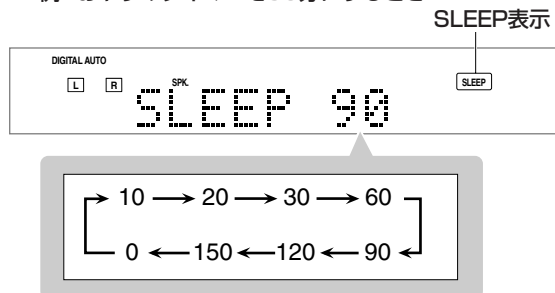 SLEEP表示
DIGITAL AUTO
L R SPK. SLEEP
SLEEP 90
10 → 20 → 30 → 60
0 ← 150 ← 120 ← 90